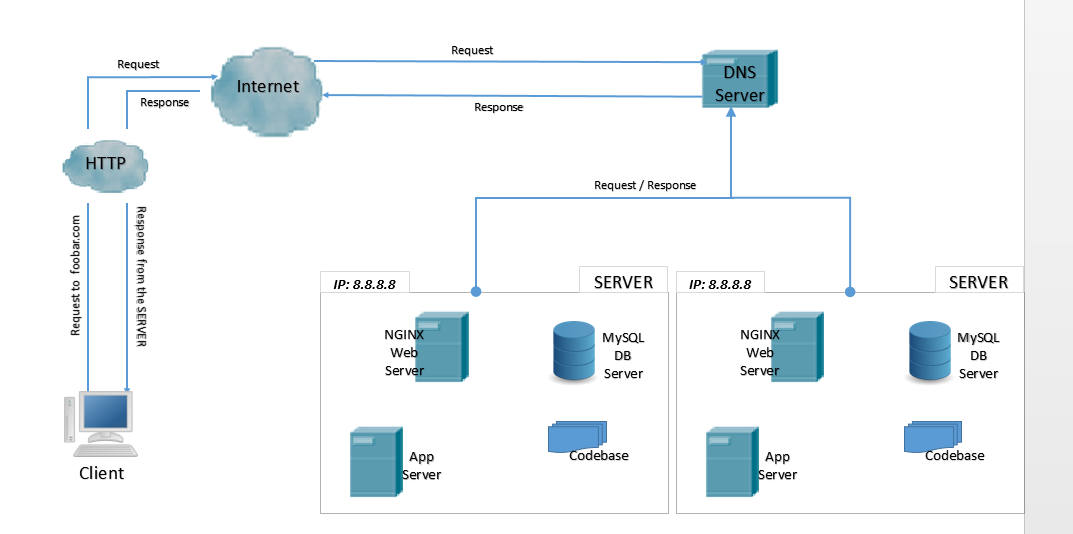 Request
Request
Internet
DNS
Server
Response
Response
HTTP
Request / Response
Request to foobar.com
Response from the SERVER
IP: 8.8.8.8
SERVER
IP: 8.8.8.8
SERVER
NGINX
Web
Server
MySQL
DB
Server
NGINX
Web
Server
MySQL
DB
Server
App
Server
Codebase
App
Server
Codebase
Client